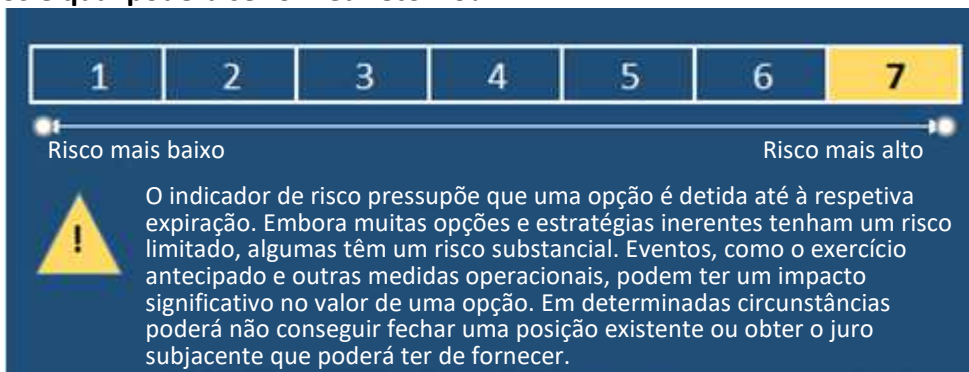 1 2 3 4 5 6 7
Risco mais baixo Risco mais alto
!
O indicador de risco pressupõe que uma opção é detida até à respetiva
expiração. Embora muitas opções e estratégias inerentes tenham um risco
limitado, algumas têm um risco substancial. Eventos, como o exercício
antecipado e outras medidas operacionais, podem ter um impacto
significativo no valor de uma opção. Em determinadas circunstâncias
poderá não conseguir fechar uma posição existente ou obter o juro
subjacente que poderá ter de fornecer.